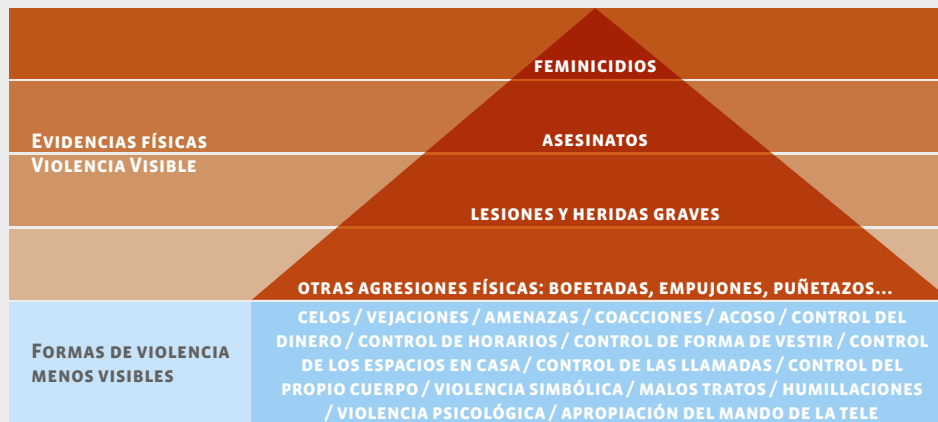 FEMINICIDIOS
EVIDENCIAS FÍSICAS
VIOLENCIA VISIBLE
ASESINATOS
LESIONES Y HERIDAS GRAVES
OTRAS AGRESIONES FÍSICAS: BOFETADAS, EMPUJONES, PUÑETAZOS...
FORMAS DE VIOLENCIA
MENOS VISIBLES
CELOS / VEJACIONES / AMENAZAS / COACCIONES / ACOSO / CONTROL DEL
DINERO / CONTROL DE HORARIOS / CONTROL DE FORMA DE VESTIR / CONTROL
DE LOS ESPACIOS EN CASA / CONTROL DE LAS LLAMADAS / CONTROL DEL
PROPIO CUERPO / VIOLENCIA SIMBÓLICA / MALOS TRATOS / HUMILLACIONES
/ VIOLENCIA PSICOLÓGICA / APROPIACIÓN DEL MANDO DE LA TELE